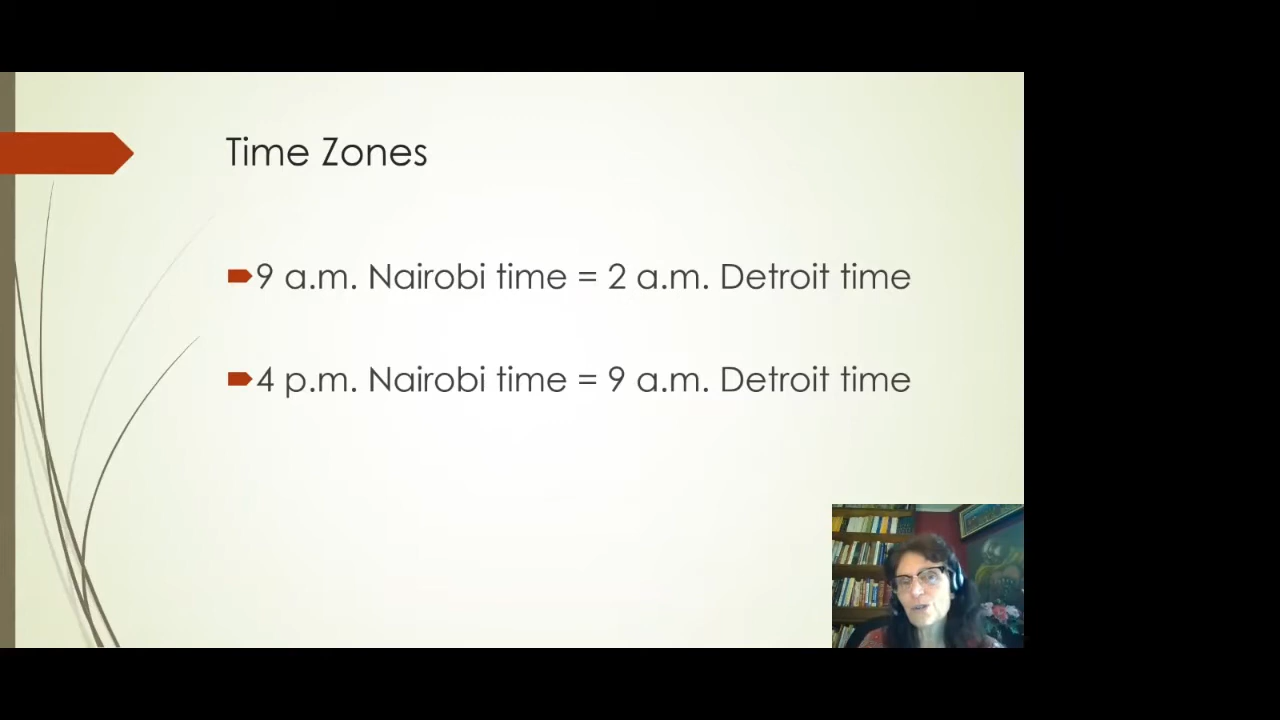 Time Zones
9 a.m. Nairobi time = 2 a.m. Detroit time
4 p.m. Nairobi time = 9 a.m. Detroit time